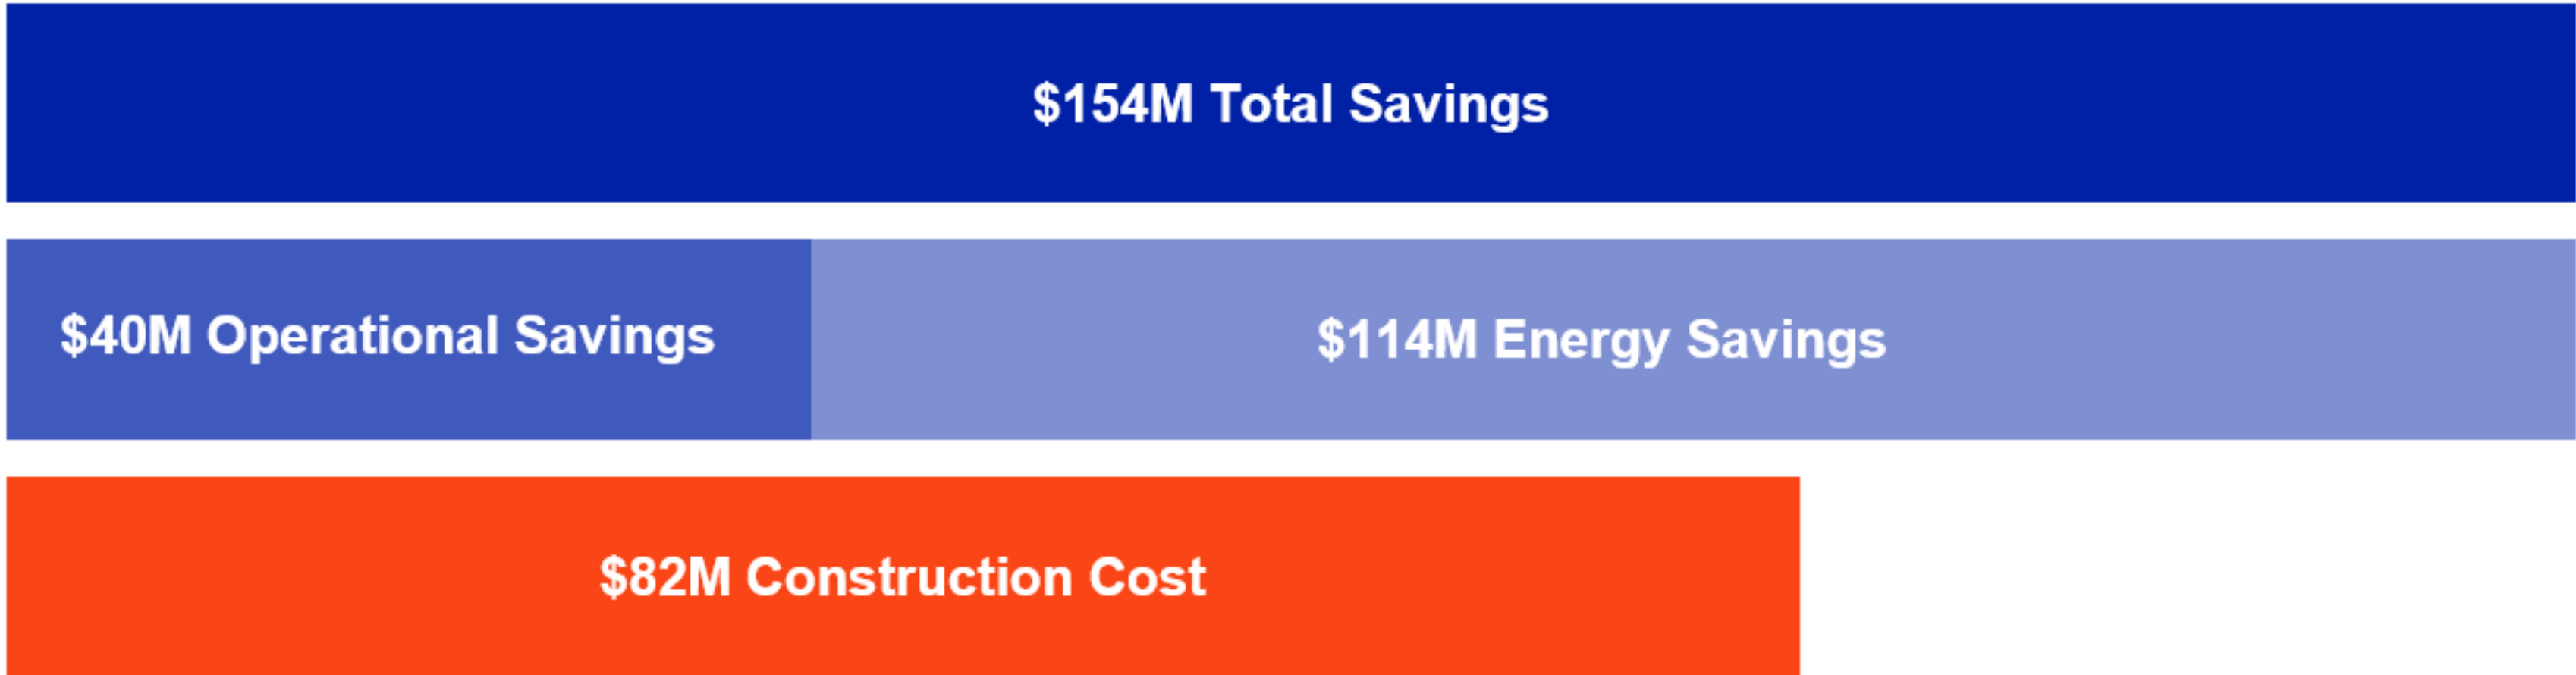 $154M Total Savings
$40M Operational Savings
$114M Energy Savings
$82M Construction Cost